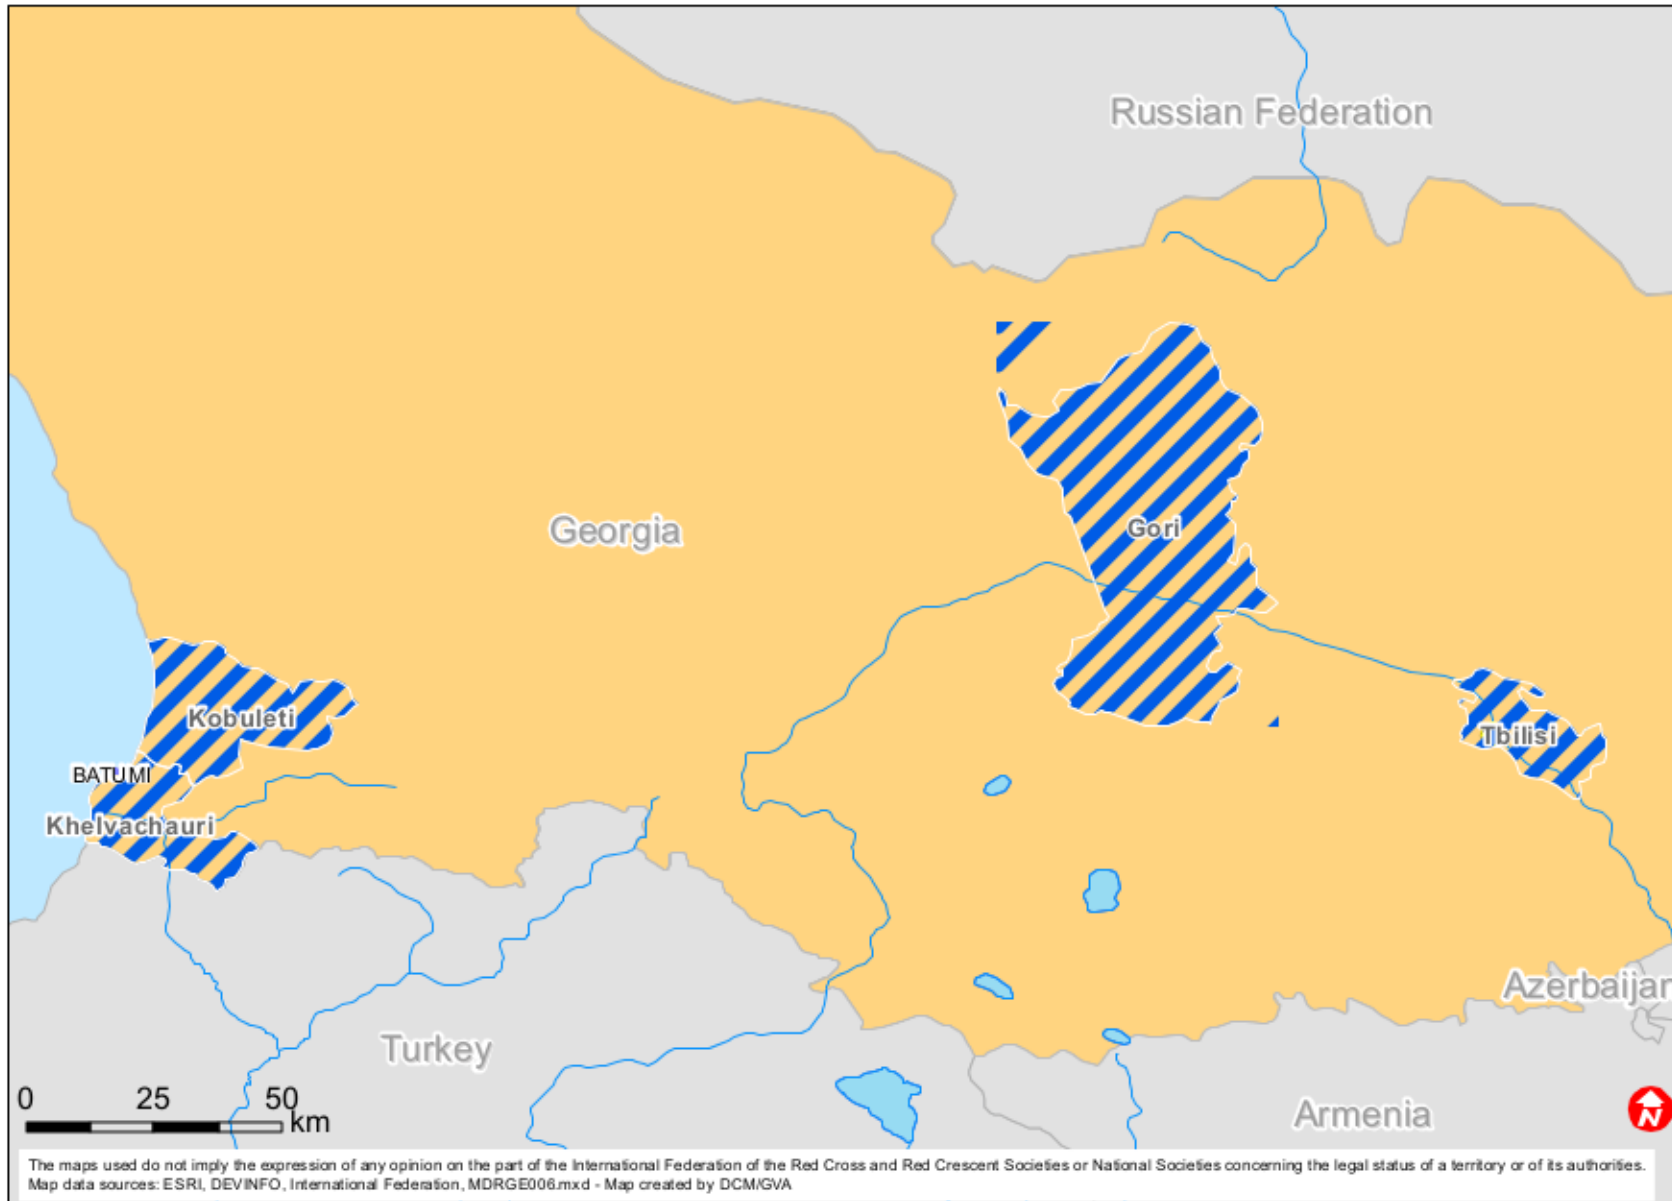 Russian Federation
Georgia
Gori
Kobuleti
Tbilisi
BATUMI
Khelvachauri
Azerbaijan
Turkey
Armenia
0 25 50 km
N
The maps used do not imply the expression of any opinion on the part of the International Federation of the Red Cross and Red Crescent Societies or National Societies concerning the legal status of a territory or of its authorities.
Map data sources: ESRI, DEVINFO, International Federation, MDRGE006.mxd - Map created by DCM/GVA